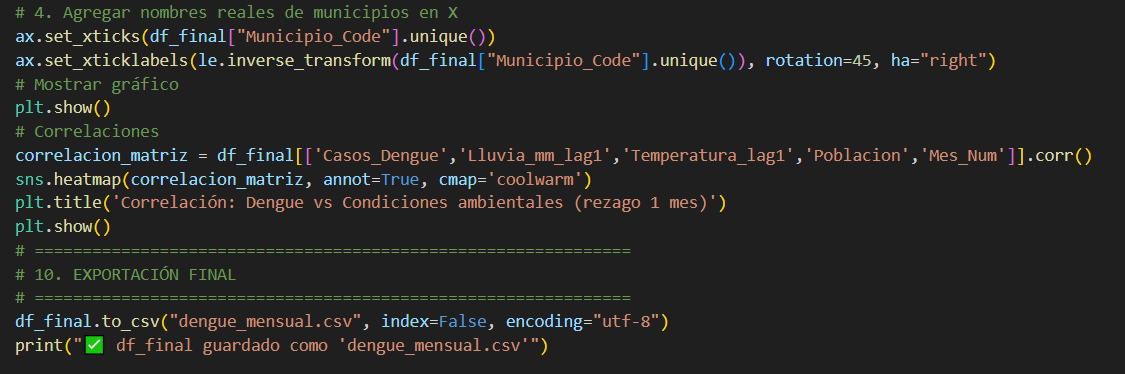 # 4. Agregar nombres reales de municipios en X
ax.set_xticks(df_final["Municipio_Code"].unique())
ax.set_xticklabels(le.inverse_transform(df_final["Municipio_Code"].unique()), rotation=45, ha="right")
# Mostrar gráfico
plt.show()
# Correlaciones
correlacion_matriz = df_final[['Casos_Dengue','Lluvia_mm_lag1','Temperatura_lag1','Poblacion','Mes_Num']].corr()
sns.heatmap(correlacion_matriz, annot=True, cmap='coolwarm')
plt.title('Correlación: Dengue vs Condiciones ambientales (rezago 1 mes)')
plt.show()
# ============================================================
# 10. EXPORTACIÓN FINAL
# ============================================================
df_final.to_csv("dengue_mensual.csv", index=False, encoding="utf-8")
print("✅ df_final guardado como 'dengue_mensual.csv'")